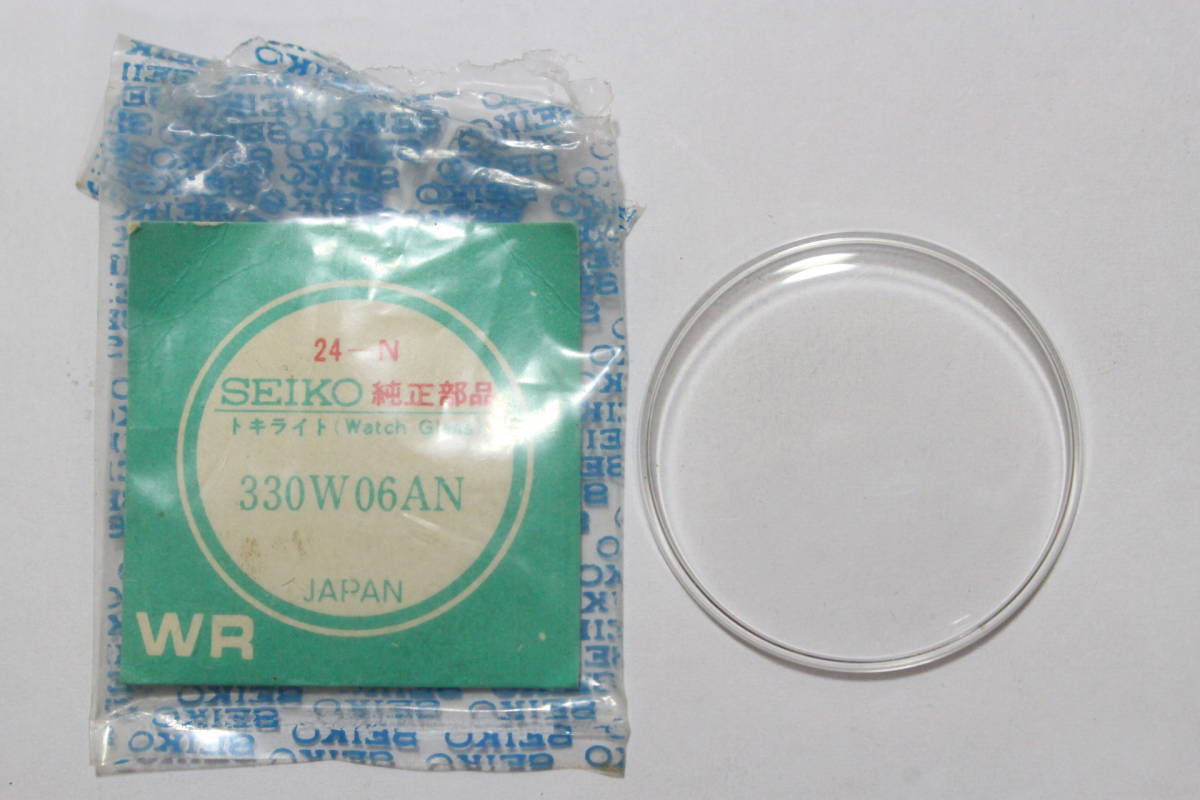 24-N
SEIKO 純正部品
トキライト (Watch Glass)
330W06AN
JAPAN
WR